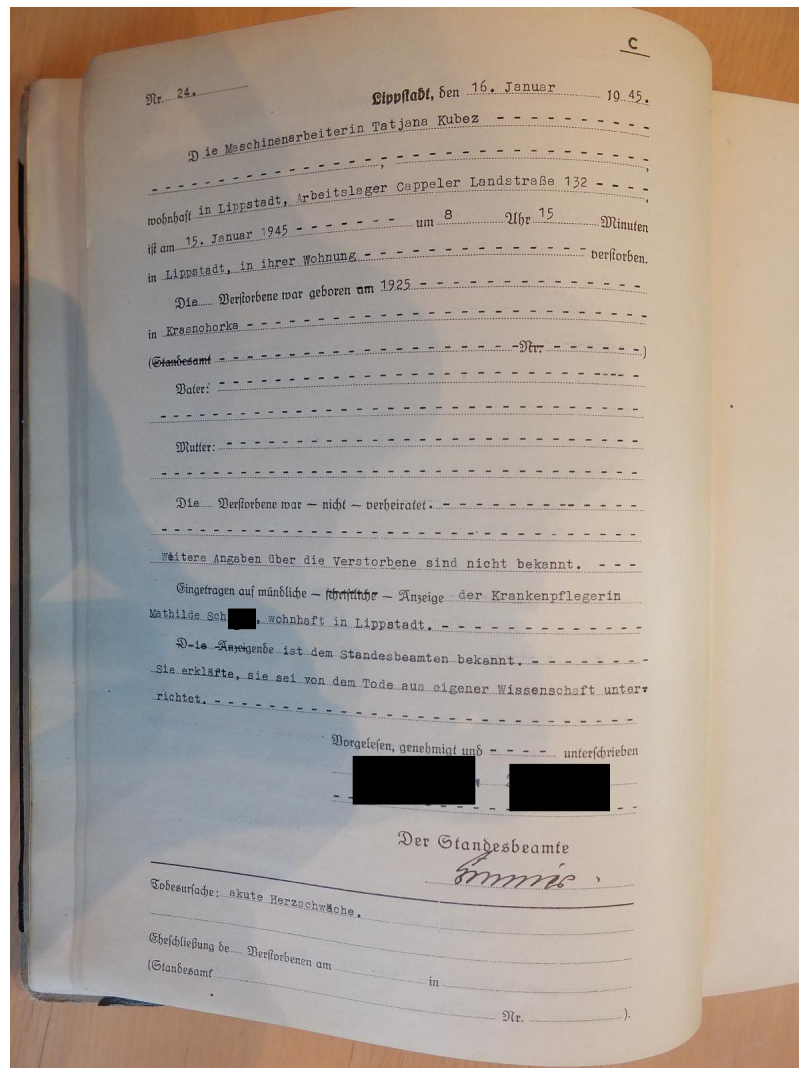 C
Nr. 24.
Lippstadt, den 16. Januar 1945.
Die Maschinenarbeiterin Tatjana Kubez - - - - - - - - -
- - - - - - - - - - - - - - - , - - - - - - - - - - - - - - - - ,
wohnhaft in Lippstadt, Arbeitslager Cappeler Landstraße 132 - - - - ,
ist am 15. Januar 1945 - - - - - - - um 8 Uhr 15 Minuten
in Lippstadt, in ihrer Wohnung - - - - - - - - - - - - - - - verstorben.
Die Verstorbene war geboren am 1925 - - - - - - - - - - - - - -
in Krasnohorka - - - - - - - - - - - - - - - - - - - - - - - -
(Standesamt - - - - - - - - - - - - - - - - - Nr. - - - - - - -)
Vater: - - - - - - - - - - - - - - - - - - - - - - - - - - - -
- - - - - - - - - - - - - - - - - - - - - - - - - - - - - - - -
Mutter: - - - - - - - - - - - - - - - - - - - - - - - - - - -
- - - - - - - - - - - - - - - - - - - - - - - - - - - - - - - -
Die Verstorbene war — nicht — verheiratet. - - - - - - - - - - - - -
- - - - - - - - - - - - - - - - - - - - - - - - - - - - - - - -
Weitere Angaben über die Verstorbene sind nicht bekannt. - - -
Eingetragen auf mündliche — schriftliche — Anzeige der Krankenpflegerin
Mathilde Sch , wohnhaft in Lippstadt. - - - - - - - - - - - - -
D-ie -Anzeigende ist dem Standesbeamten bekannt. - - - - - - - -
Sie erklärte, sie sei von dem Tode aus eigener Wissenschaft unter-
richtet. - - - - - - - - - - - - - - - - - - - - - - - - - - - -
Vorgelesen, genehmigt und - - - - unterschrieben
Der Standesbeamte
Todesursache: akute Herzschwäche.
Eheschließung de Verstorbenen am in
(Standesamt Nr. ).